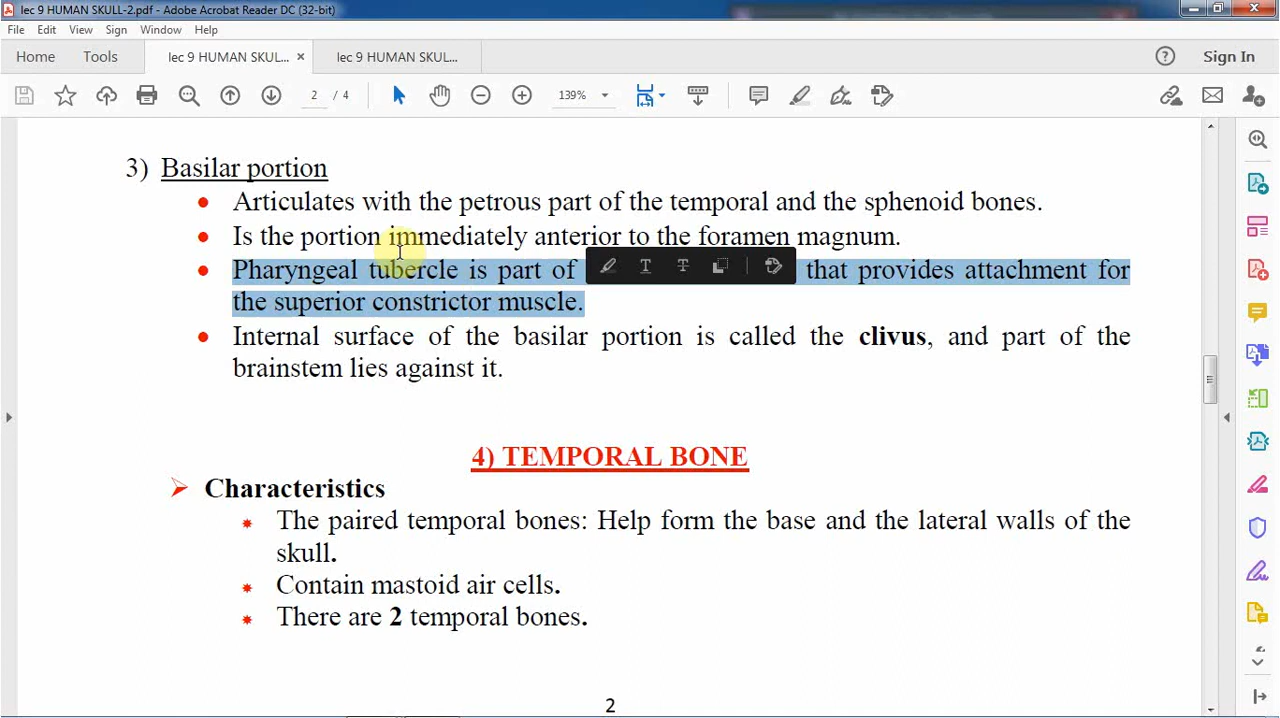 lec 9 HUMAN SKULL-2.pdf - Adobe Acrobat Reader DC (32-bit)
File Edit View Sign Window Help
Home Tools lec 9 HUMAN SKUL... × lec 9 HUMAN SKUL... ? Sign In
2 / 4 139%
3) Basilar portion
• Articulates with the petrous part of the temporal and the sphenoid bones.
• Is the portion immediately anterior to the foramen magnum.
• Pharyngeal tubercle is part of that provides attachment for
the superior constrictor muscle.
• Internal surface of the basilar portion is called the clivus, and part of the
brainstem lies against it.
4) TEMPORAL BONE
Characteristics
The paired temporal bones: Help form the base and the lateral walls of the
skull.
Contain mastoid air cells.
There are 2 temporal bones.
2